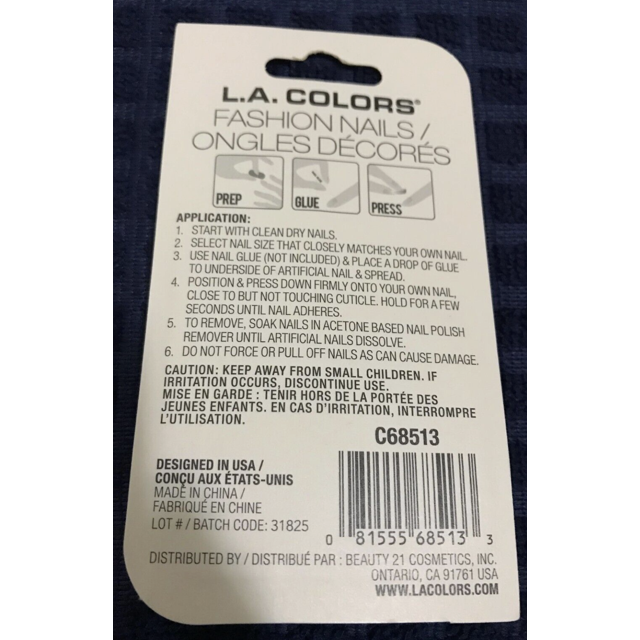 L.A. COLORS®
FASHION NAILS /
ONGLES DÉCORÉS
PREP
GLUE
PRESS
APPLICATION:
1. START WITH CLEAN DRY NAILS.
2. SELECT NAIL SIZE THAT CLOSELY MATCHES YOUR OWN NAIL.
3. USE NAIL GLUE (NOT INCLUDED) & PLACE A DROP OF GLUE
TO UNDERSIDE OF ARTIFICIAL NAIL & SPREAD.
4. POSITION & PRESS DOWN FIRMLY ONTO YOUR OWN NAIL,
CLOSE TO BUT NOT TOUCHING CUTICLE. HOLD FOR A FEW
SECONDS UNTIL NAIL ADHERES.
5. TO REMOVE, SOAK NAILS IN ACETONE BASED NAIL POLISH
REMOVER UNTIL ARTIFICIAL NAILS DISSOLVE.
6. DO NOT FORCE OR PULL OFF NAILS AS CAN CAUSE DAMAGE.
CAUTION: KEEP AWAY FROM SMALL CHILDREN. IF
IRRITATION OCCURS, DISCONTINUE USE.
MISE EN GARDE : TENIR HORS DE LA PORTÉE DES
JEUNES ENFANTS. EN CAS D'IRRITATION, INTERROMPRE
L'UTILISATION.
C68513
DESIGNED IN USA /
CONÇU AUX ÉTATS-UNIS
MADE IN CHINA /
FABRIQUÉ EN CHINE
LOT # / BATCH CODE: 31825
0 81555 68513 3
DISTRIBUTED BY / DISTRIBUÉ PAR : BEAUTY 21 COSMETICS, INC.
ONTARIO, CA 91761 USA
WWW.LACOLORS.COM